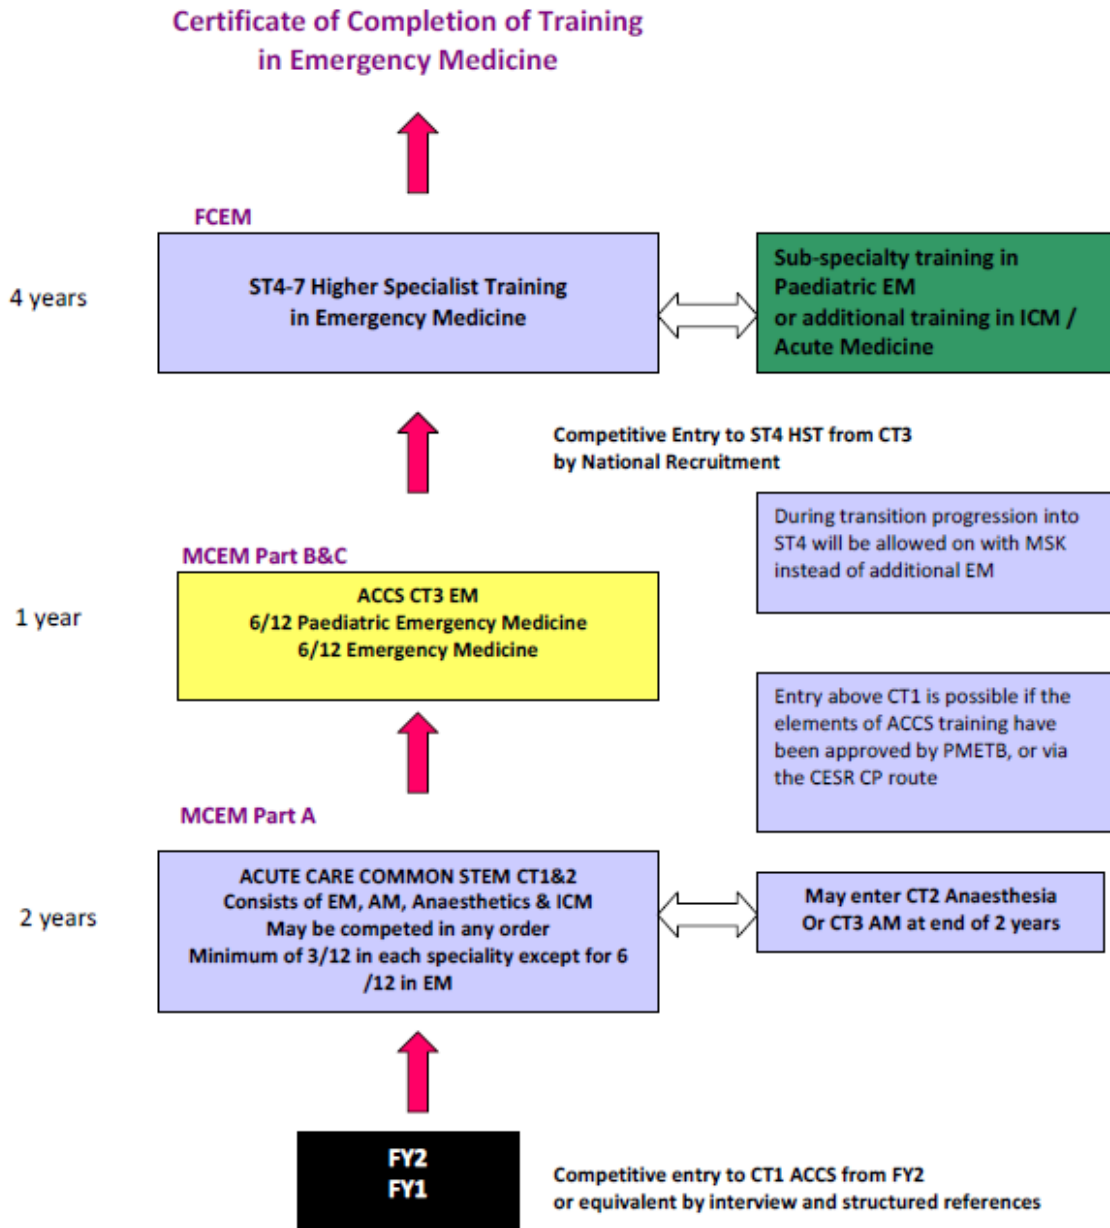 Certificate of Completion of Training
in Emergency Medicine
FCEM
4 years
ST4-7 Higher Specialist Training
in Emergency Medicine
Sub-specialty training in
Paediatric EM
or additional training in ICM /
Acute Medicine
Competitive Entry to ST4 HST from CT3
by National Recruitment
During transition progression into
ST4 will be allowed on with MSK
instead of additional EM
MCEM Part B&C
1 year
ACCS CT3 EM
6/12 Paediatric Emergency Medicine
6/12 Emergency Medicine
Entry above CT1 is possible if the
elements of ACCS training have
been approved by PMETB, or via
the CESR CP route
MCEM Part A
2 years
ACUTE CARE COMMON STEM CT1&2
Consists of EM, AM, Anaesthetics & ICM
May be competed in any order
Minimum of 3/12 in each speciality except for 6
/12 in EM
May enter CT2 Anaesthesia
Or CT3 AM at end of 2 years
FY2
FY1
Competitive entry to CT1 ACCS from FY2
or equivalent by interview and structured references